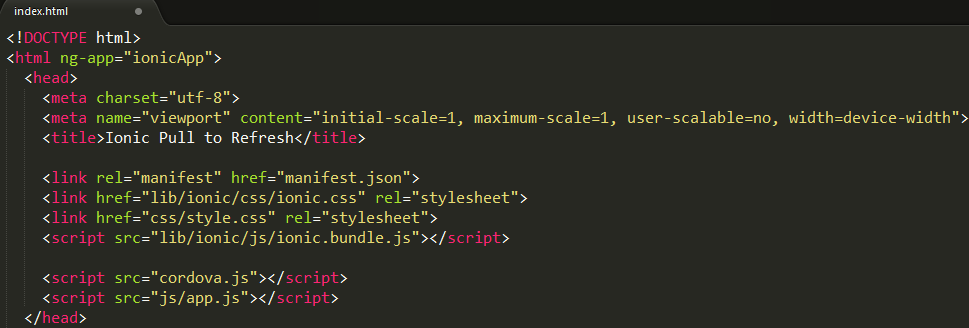 index.html
<!DOCTYPE html>
<html ng-app="ionicApp">
  <head>
    <meta charset="utf-8">
    <meta name="viewport" content="initial-scale=1, maximum-scale=1, user-scalable=no, width=device-width">
    <title>Ionic Pull to Refresh</title>

    <link rel="manifest" href="manifest.json">
    <link href="lib/ionic/css/ionic.css" rel="stylesheet">
    <link href="css/style.css" rel="stylesheet">
    <script src="lib/ionic/js/ionic.bundle.js"></script>

    <script src="cordova.js"></script>
    <script src="js/app.js"></script>
  </head>